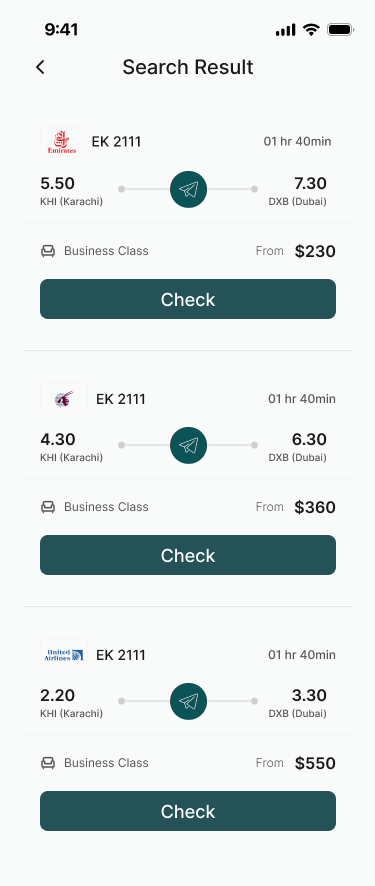 9:41
Search Result
Emirates EK 2111 01 hr 40min
5.50 7.30
KHI (Karachi) DXB (Dubai)
Business Class From $230
Check
EK 2111 01 hr 40min
4.30 6.30
KHI (Karachi) DXB (Dubai)
Business Class From $360
Check
United
Airlines EK 2111 01 hr 40min
2.20 3.30
KHI (Karachi) DXB (Dubai)
Business Class From $550
Check